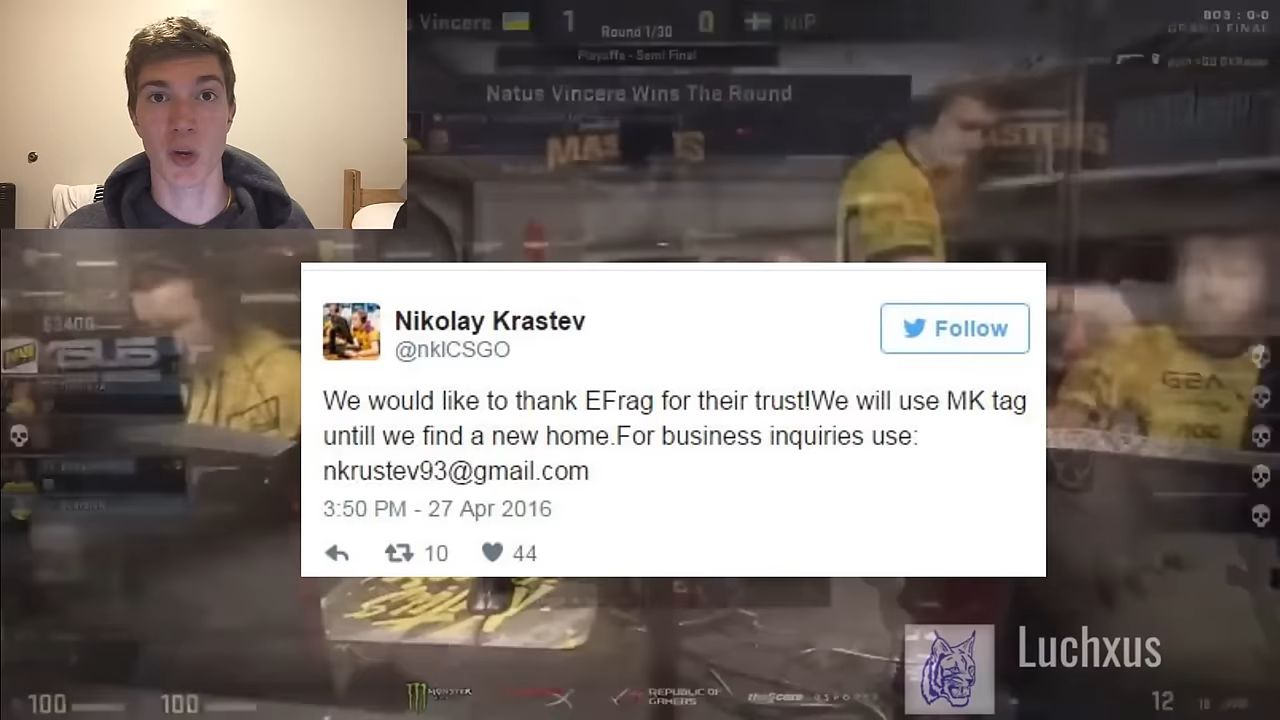 s Vincere 1 0 NiP
Round 1/30
BO3 : 0-0
GRAND FINAL
Playoffs - Semi Final
Natus Vincere Wins The Round
MASTERS
Nikolay Krastev
@nklCSGO
Follow
We would like to thank EFrag for their trust!We will use MK tag
untill we find a new home.For business inquiries use:
nkrustev93@gmail.com
3:50 PM - 27 Apr 2016
10 44
G2A
Luchxus
100 100
MONSTER
REPUBLIC OF
GAMERS
theScore eSPORTS
12